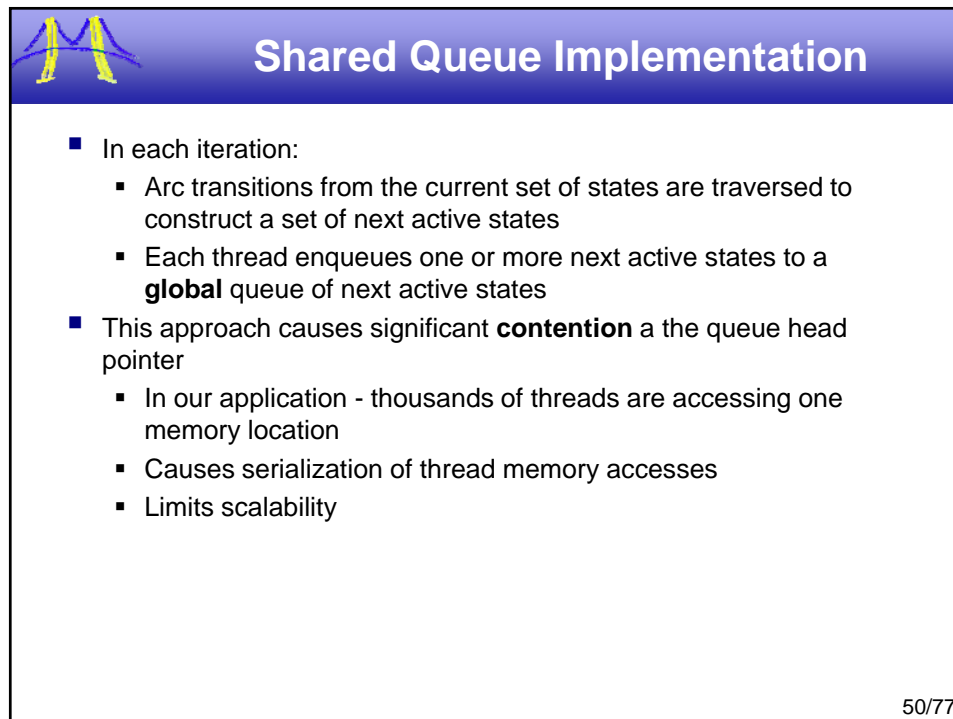 Shared Queue Implementation
In each iteration:
Arc transitions from the current set of states are traversed to
construct a set of next active states
Each thread enqueues one or more next active states to a
global queue of next active states
This approach causes significant contention a the queue head
pointer
In our application - thousands of threads are accessing one
memory location
Causes serialization of thread memory accesses
Limits scalability
50/77